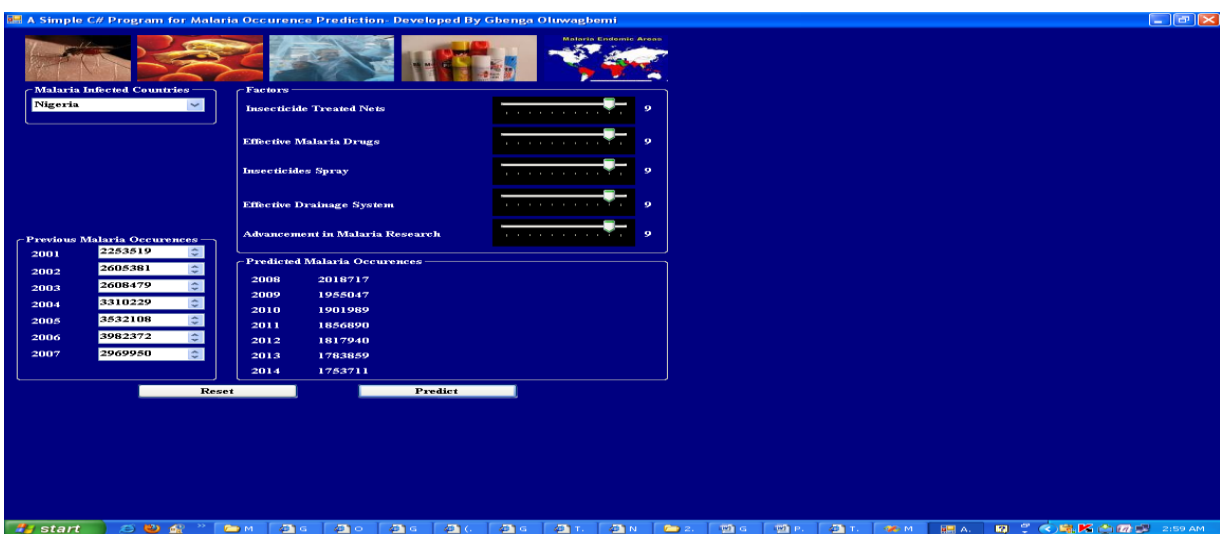 A Simple C# Program for Malaria Occurence Prediction- Developed By Gbenga Oluwagbemi
Malaria Endemic Areas
Malaria Infected Countries
Nigeria
Factors
Insecticide Treated Nets 9
Effective Malaria Drugs 9
Insecticides Spray 9
Effective Drainage System 9
Advancement in Malaria Research 9
Previous Malaria Occurences
2001 2253519
2002 2605381
2003 2608479
2004 3310229
2005 3532108
2006 3982372
2007 2969950
Predicted Malaria Occurences
2008 2018717
2009 1955047
2010 1901989
2011 1856890
2012 1817940
2013 1783859
2014 1753711
Reset Predict
start M G O G (. G T. N 2. G P. T. M A. 2:59 AM